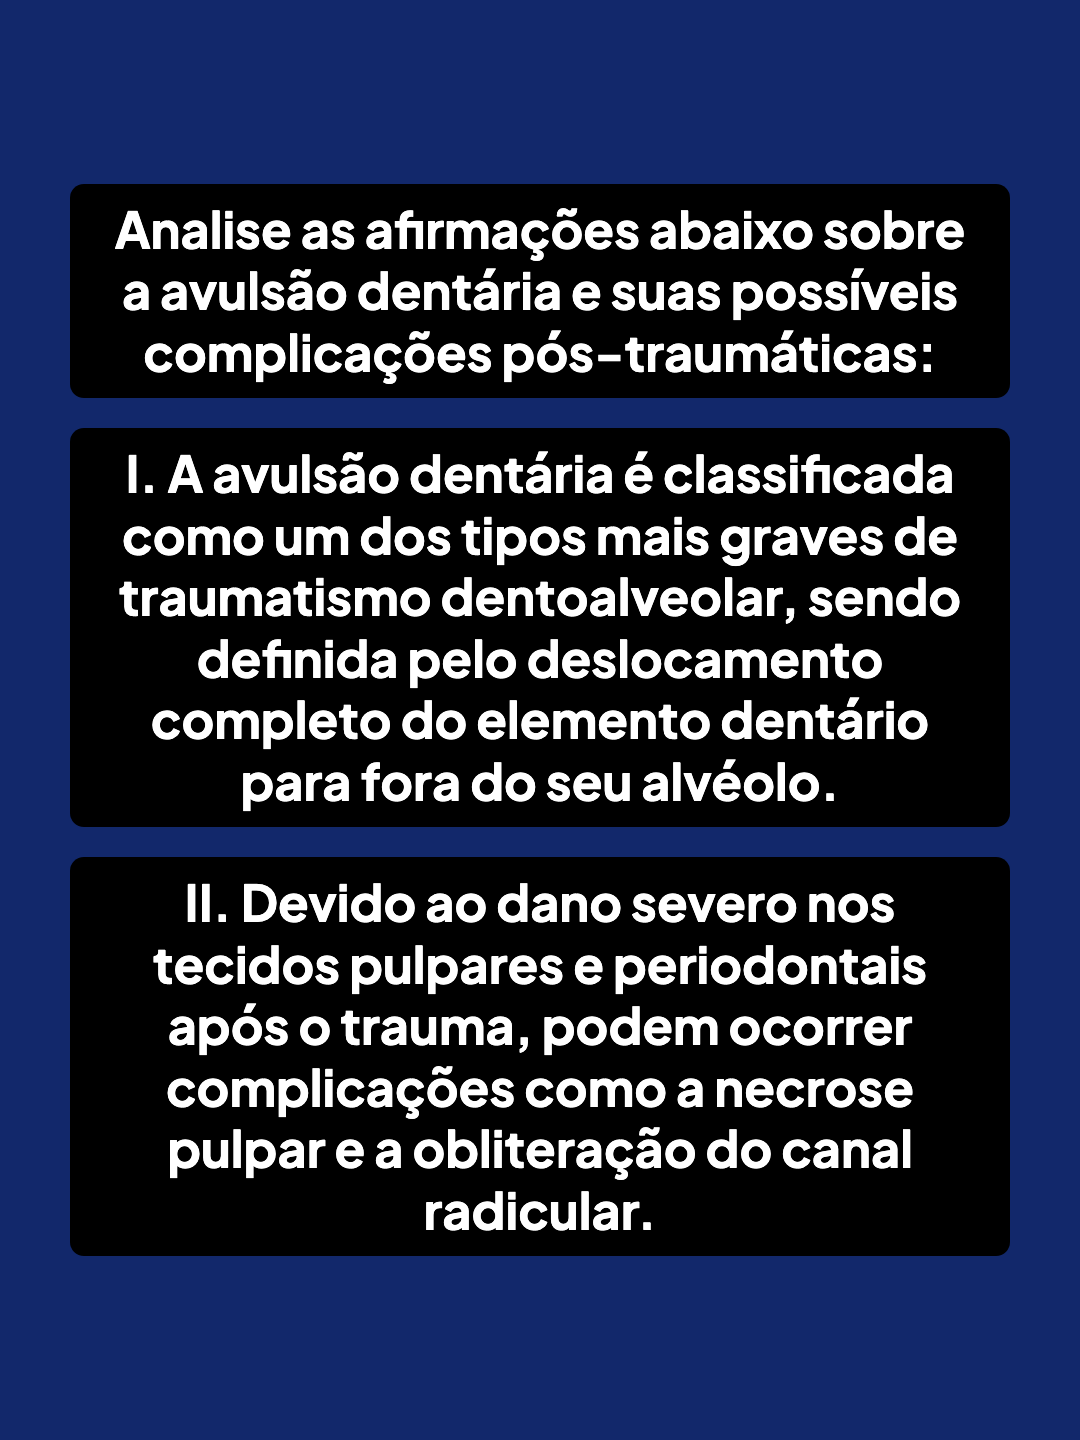 Analise as afirmações abaixo sobre
a avulsão dentária e suas possíveis
complicações pós-traumáticas:
I. A avulsão dentária é classificada
como um dos tipos mais graves de
traumatismo dentoalveolar, sendo
definida pelo deslocamento
completo do elemento dentário
para fora do seu alvéolo.
II. Devido ao dano severo nos
tecidos pulpares e periodontais
após o trauma, podem ocorrer
complicações como a necrose
pulpar e a obliteração do canal
radicular.